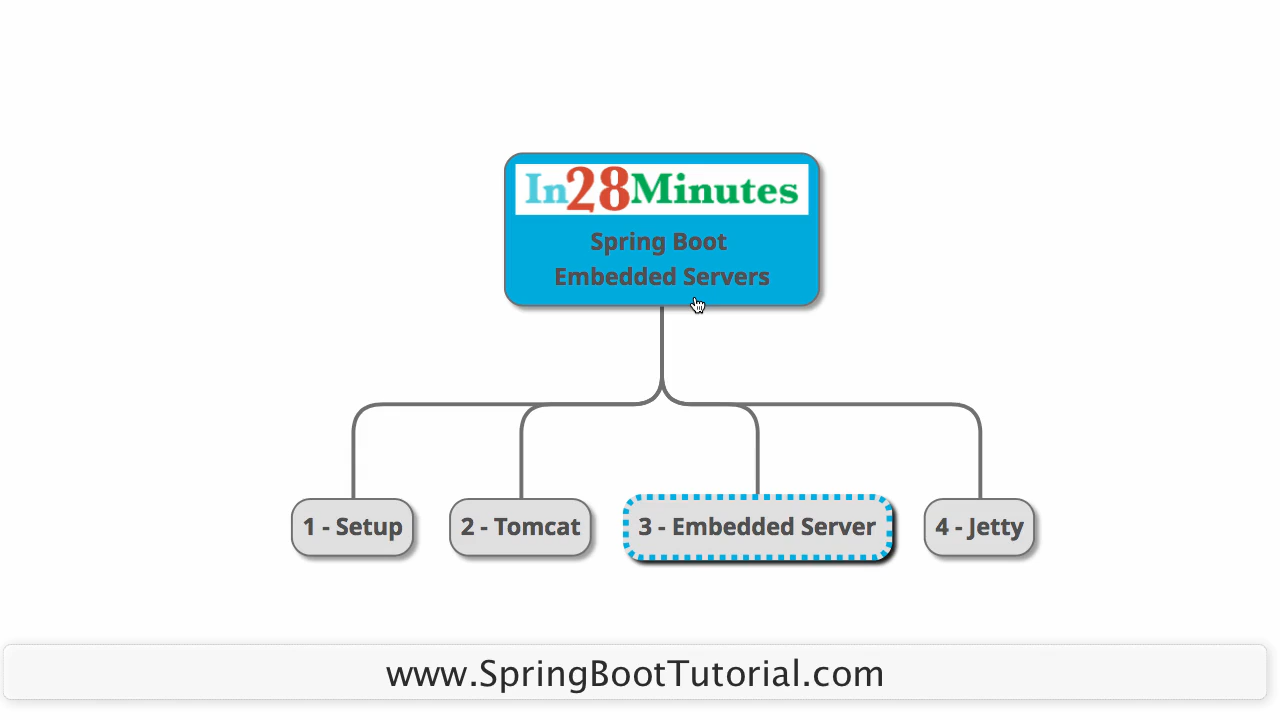 In28Minutes
Spring Boot
Embedded Servers
1 - Setup
2 - Tomcat
3 - Embedded Server
4 - Jetty
www.SpringBootTutorial.com